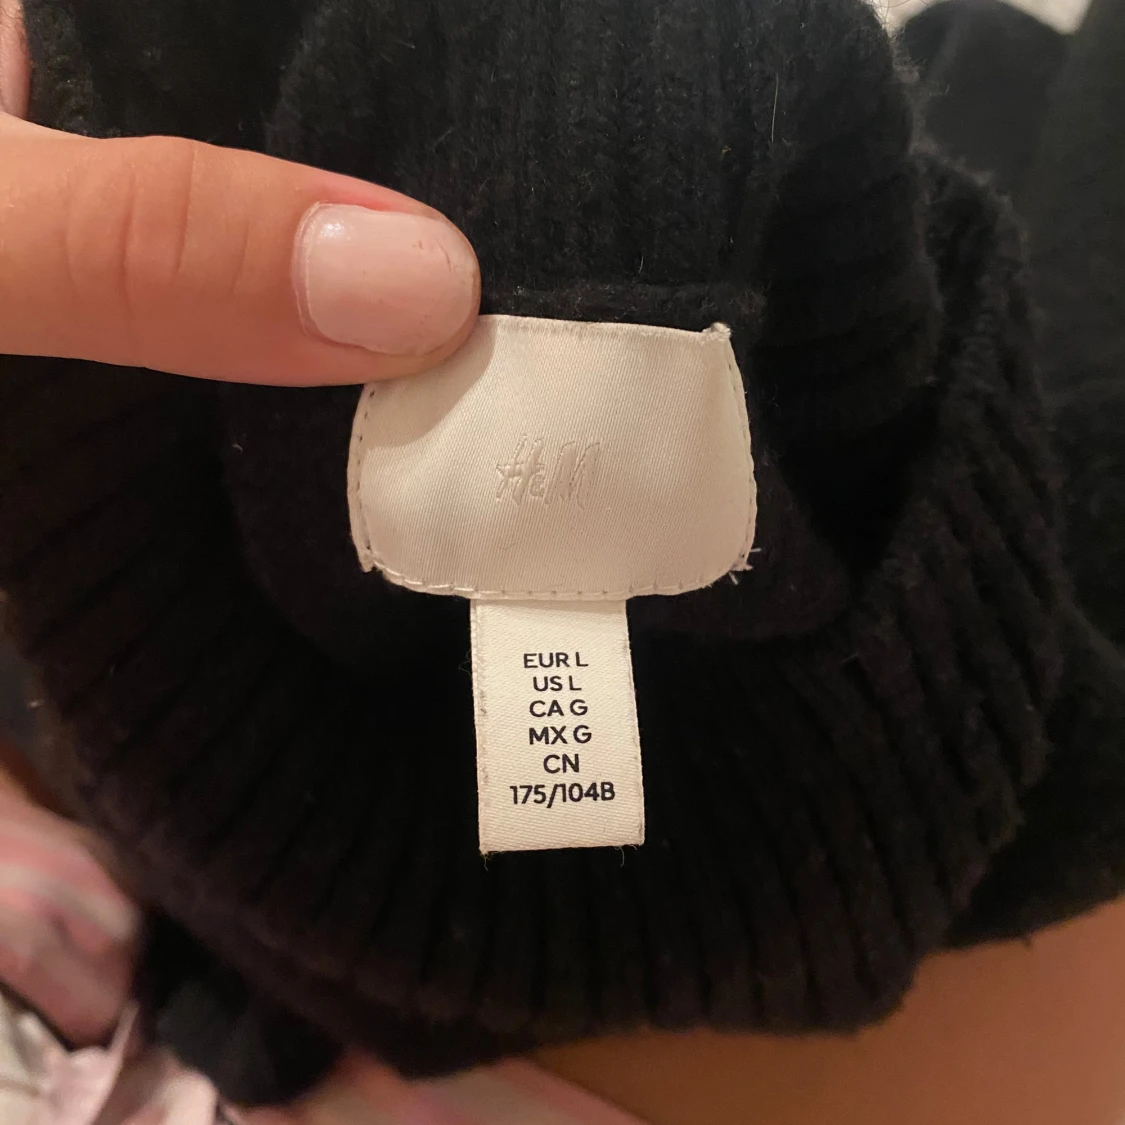 H&M
EUR L
US L
CA G
MX G
CN
175/104B